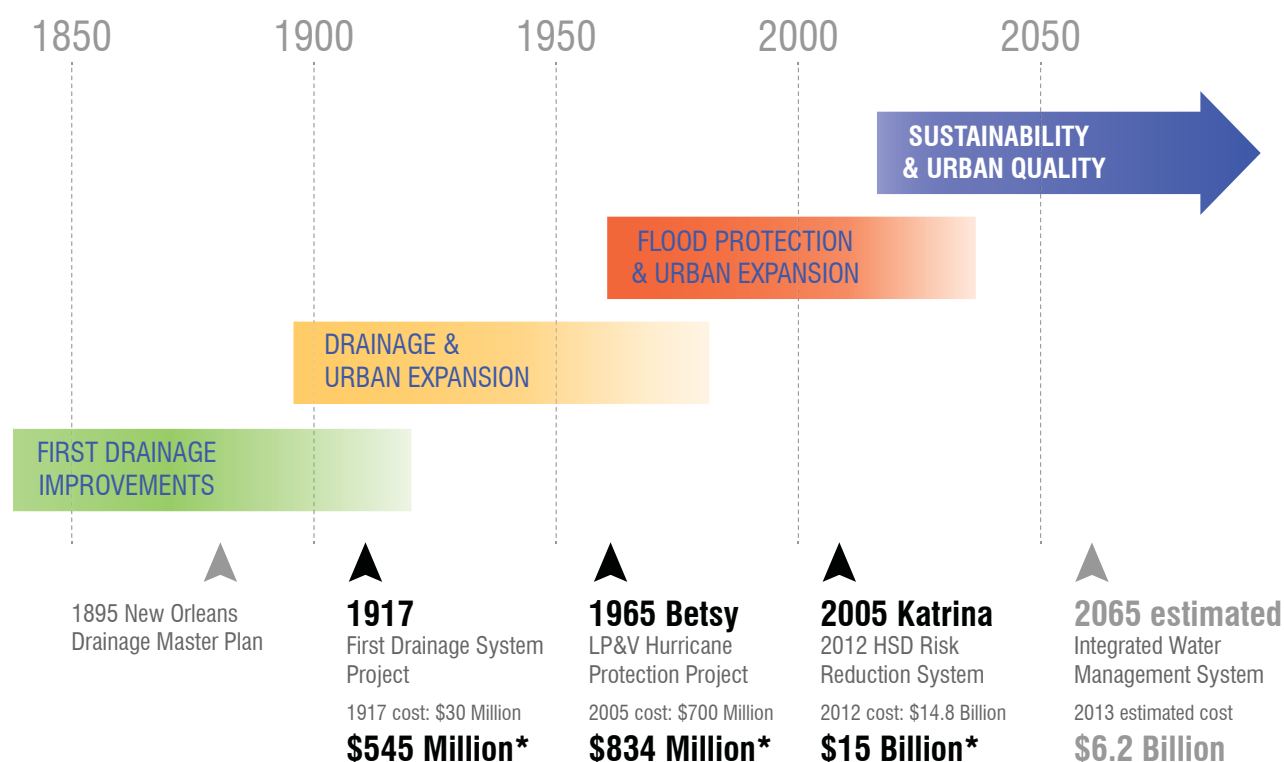 1850
1900
1950
2000
2050
SUSTAINABILITY
& URBAN QUALITY
FLOOD PROTECTION
& URBAN EXPANSION
DRAINAGE &
URBAN EXPANSION
FIRST DRAINAGE
IMPROVEMENTS
1895 New Orleans
Drainage Master Plan
1917
First Drainage System
Project
1917 cost: $30 Million
$545 Million*
1965 Betsy
LP&V Hurricane
Protection Project
2005 cost: $700 Million
$834 Million*
2005 Katrina
2012 HSD Risk
Reduction System
2012 cost: $14.8 Billion
$15 Billion*
2065 estimated
Integrated Water
Management System
2013 estimated cost
$6.2 Billion